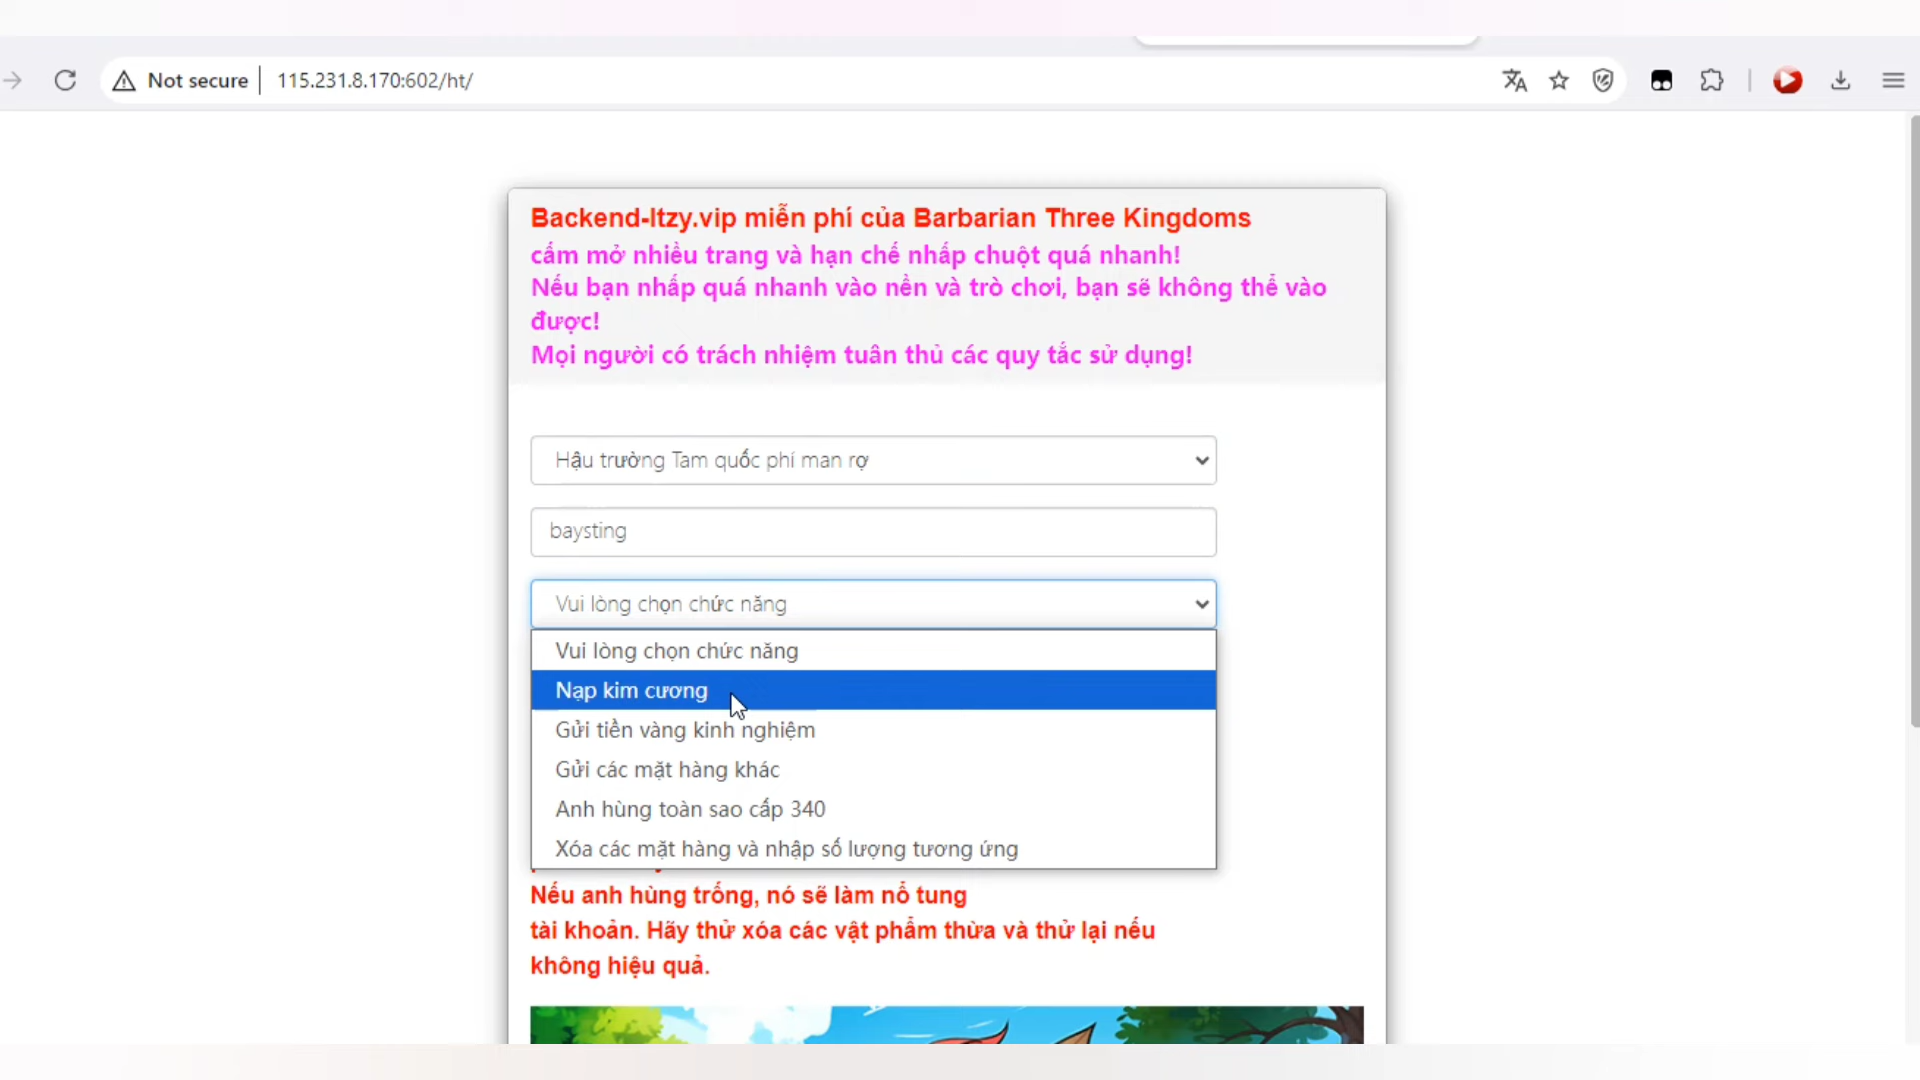 Not secure
115.231.8.170:602/ht/
Backend-Itzy.vip miễn phí của Barbarian Three Kingdoms
cấm mở nhiều trang và hạn chế nhấp chuột quá nhanh!
Nếu bạn nhấp quá nhanh vào nền và trò chơi, bạn sẽ không thể vào
được!
Mọi người có trách nhiệm tuân thủ các quy tắc sử dụng!
Hậu trường Tam quốc phí man rợ
baysting
Vui lòng chọn chức năng
Vui lòng chọn chức năng
Nạp kim cương
Gửi tiền vàng kinh nghiệm
Gửi các mặt hàng khác
Anh hùng toàn sao cấp 340
Xóa các mặt hàng và nhập số lượng tương ứng
Nếu anh hùng trống, nó sẽ làm nổ tung
tài khoản. Hãy thử xóa các vật phẩm thừa và thử lại nếu
không hiệu quả.